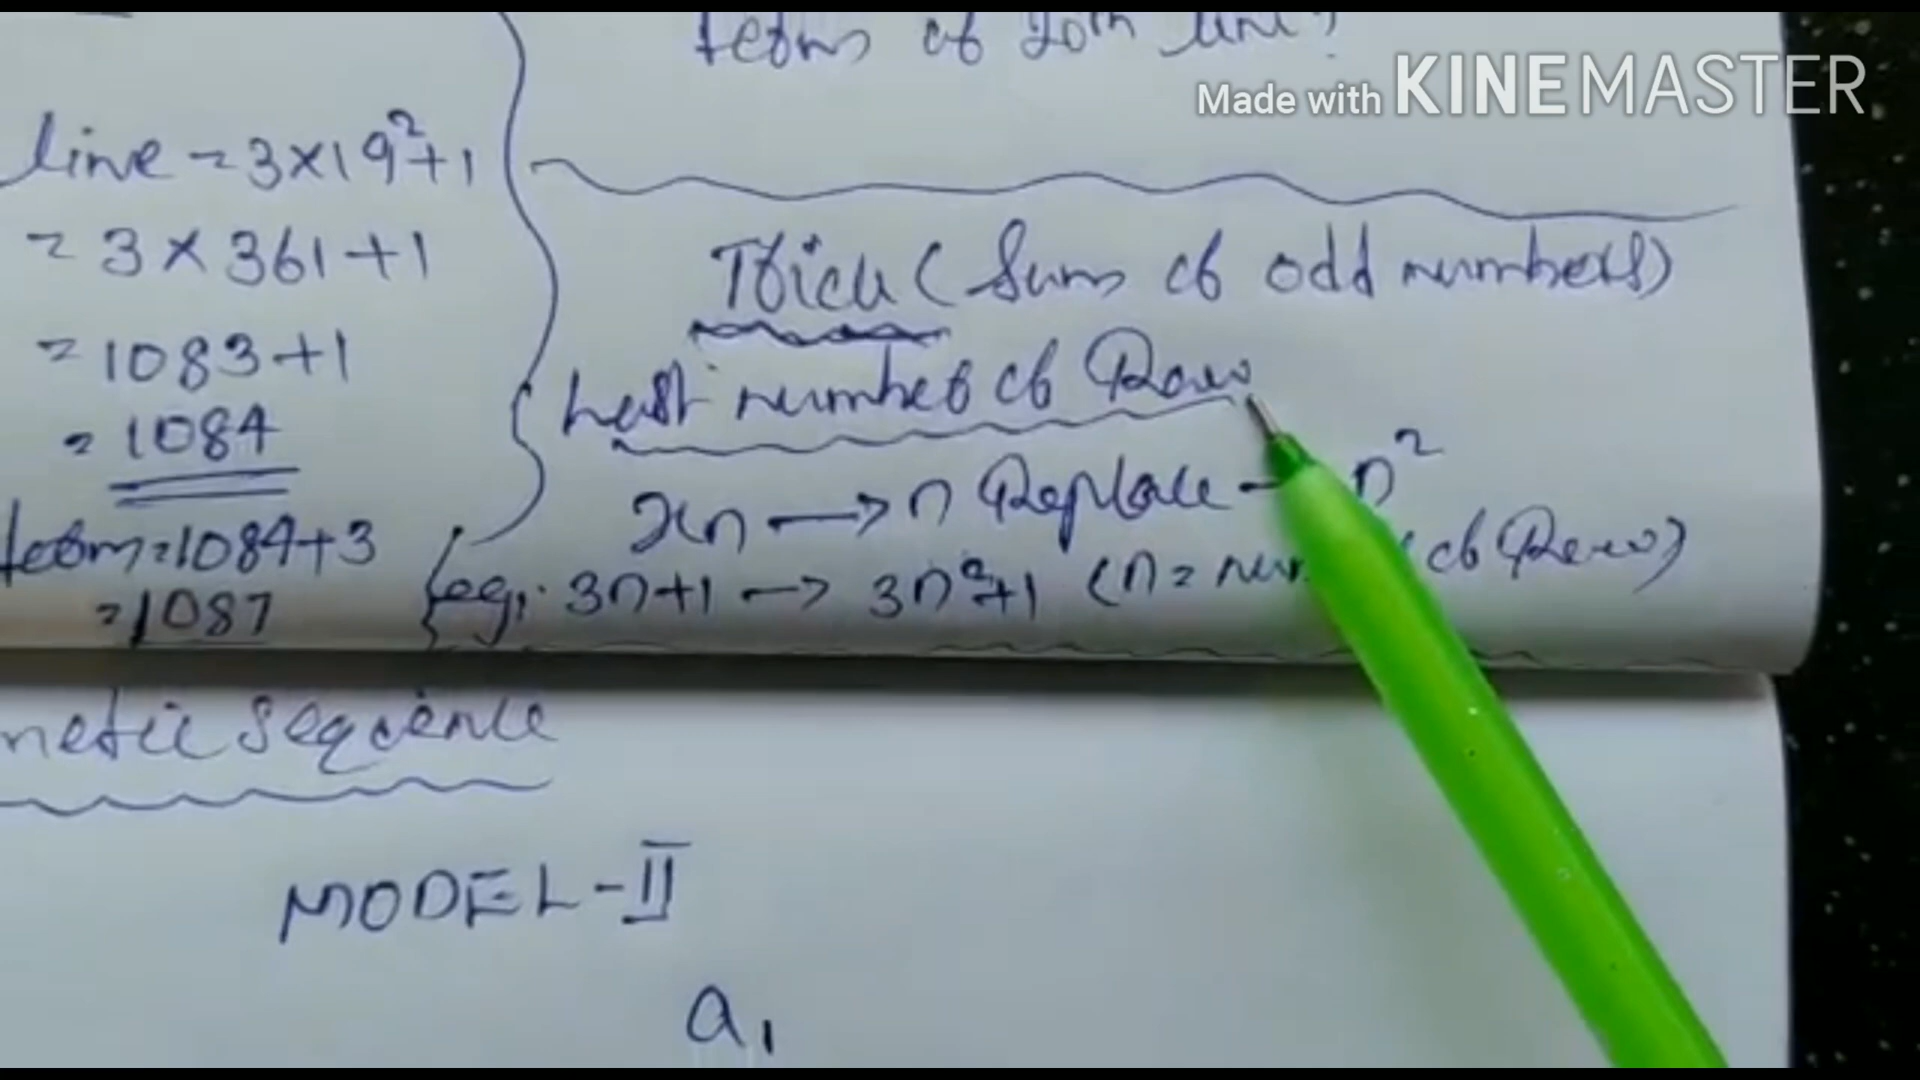 terms of 20th line?
Made with KINEMASTER
line = 3×19²+1
= 3×361+1
= 1083+1
= 1084
term = 1084+3
= 1087
Trick (Sum of odd numbers)
Last number of Row
xn → n Replace → n²
eg: 3n+1 → 3n²+1 (n = of Row)
netic Sequence
MODEL-II
a₁